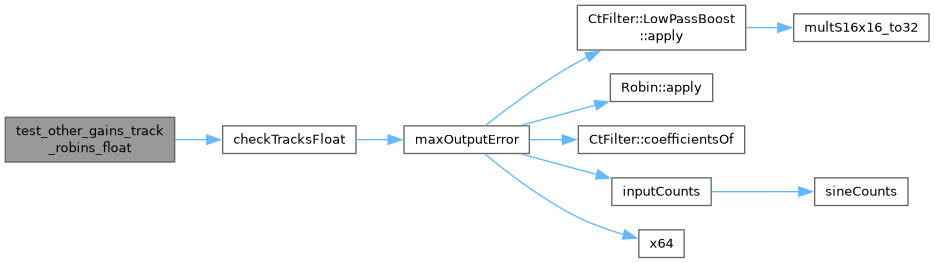 test_other_gains_track
_robins_float
checkTracksFloat
maxOutputError
CtFilter::LowPassBoost
::apply
multS16x16_to32
Robin::apply
CtFilter::coefficientsOf
inputCounts
sineCounts
x64